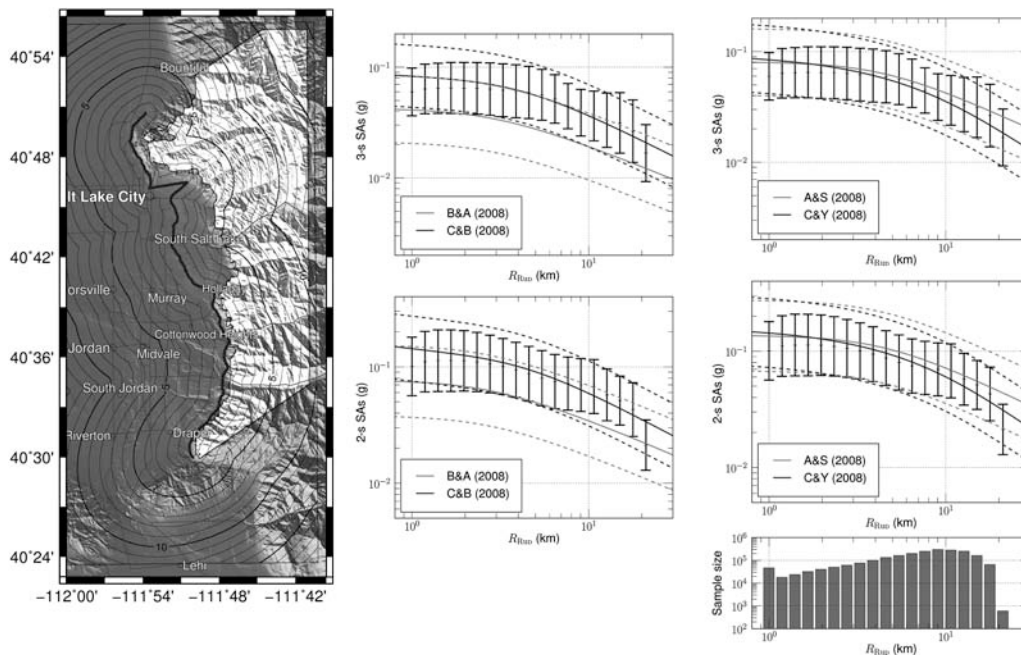 40˚54'
40˚48'
40˚42'
40˚36'
40˚30'
40˚24'
−112˚00'
−111˚54'
−111˚48'
−111˚42'
Bountiful
lt Lake City
South Salt Lake
Holladay
orsville
Murray
Cottonwood Heights
Jordan
Midvale
South Jordan
Riverton
Draper
Lehi
5
5
10
3-s SAs (g)
10⁻¹
10⁻²
B&A (2008)
C&B (2008)
10⁰
10¹
R_Rup (km)
3-s SAs (g)
10⁻¹
10⁻²
A&S (2008)
C&Y (2008)
10⁰
10¹
R_Rup (km)
2-s SAs (g)
10⁻¹
10⁻²
B&A (2008)
C&B (2008)
10⁰
10¹
R_Rup (km)
2-s SAs (g)
10⁻¹
10⁻²
A&S (2008)
C&Y (2008)
10⁰
10¹
R_Rup (km)
Sample size
10⁶
10⁵
10⁴
10³
10²
10⁰
10¹
R_Rup (km)